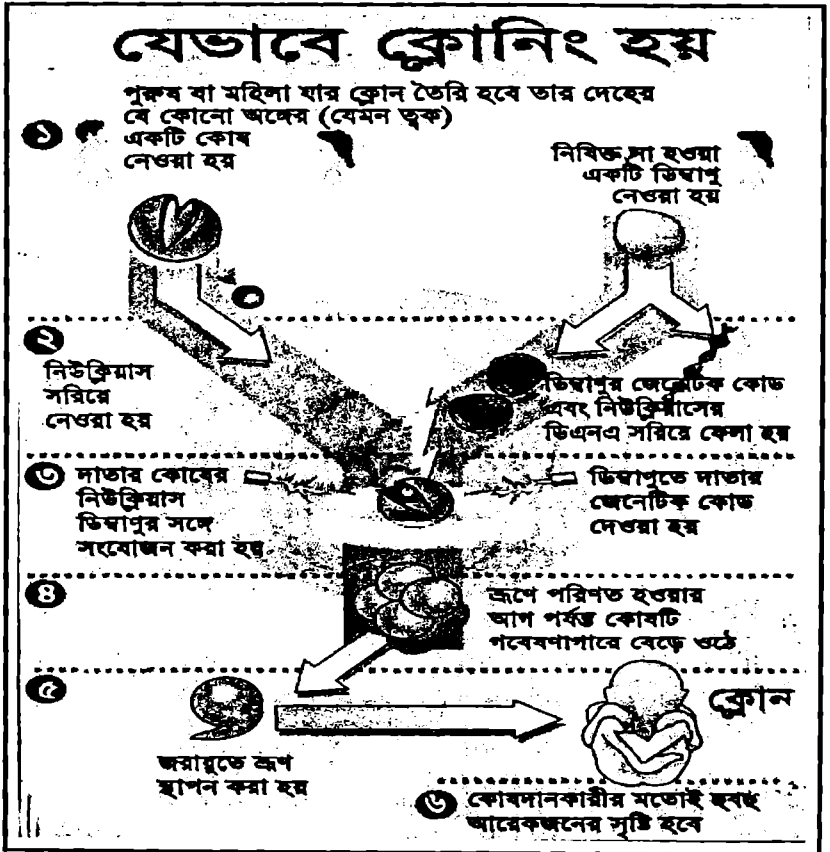 যেভাবে ক্লোনিং হয়
পুরুষ বা মহিলা যার ক্লোন তৈরি হবে তার দেহের
যে কোনো অঙ্গের (যেমন ত্বক)
১
একটি কোষ
নেওয়া হয়
নিষিক্ত না হওয়া
একটি ডিম্বাণু
নেওয়া হয়
২
নিউক্লিয়াস
সরিয়ে
নেওয়া হয়
ডিম্বাণুর জেনেটিক কোড
এবং নিউক্লিয়াসের
ডিএনএ সরিয়ে ফেলা হয়
৩ দাতার কোষের
নিউক্লিয়াস
ডিম্বাণুর সঙ্গে
সংযোজন করা হয়
ডিম্বাণুতে দাতার
জেনেটিক কোড
দেওয়া হয়
৪
ভ্রূণে পরিণত হওয়ার
আগ পর্যন্ত কোষটি
গবেষণাগারে বেড়ে ওঠে
৫
জরায়ুতে ভ্রূণ
স্থাপন করা হয়
ক্লোন
৬ কোষদানকারীর মতোই হুবহু
আরেকজনের সৃষ্টি হবে